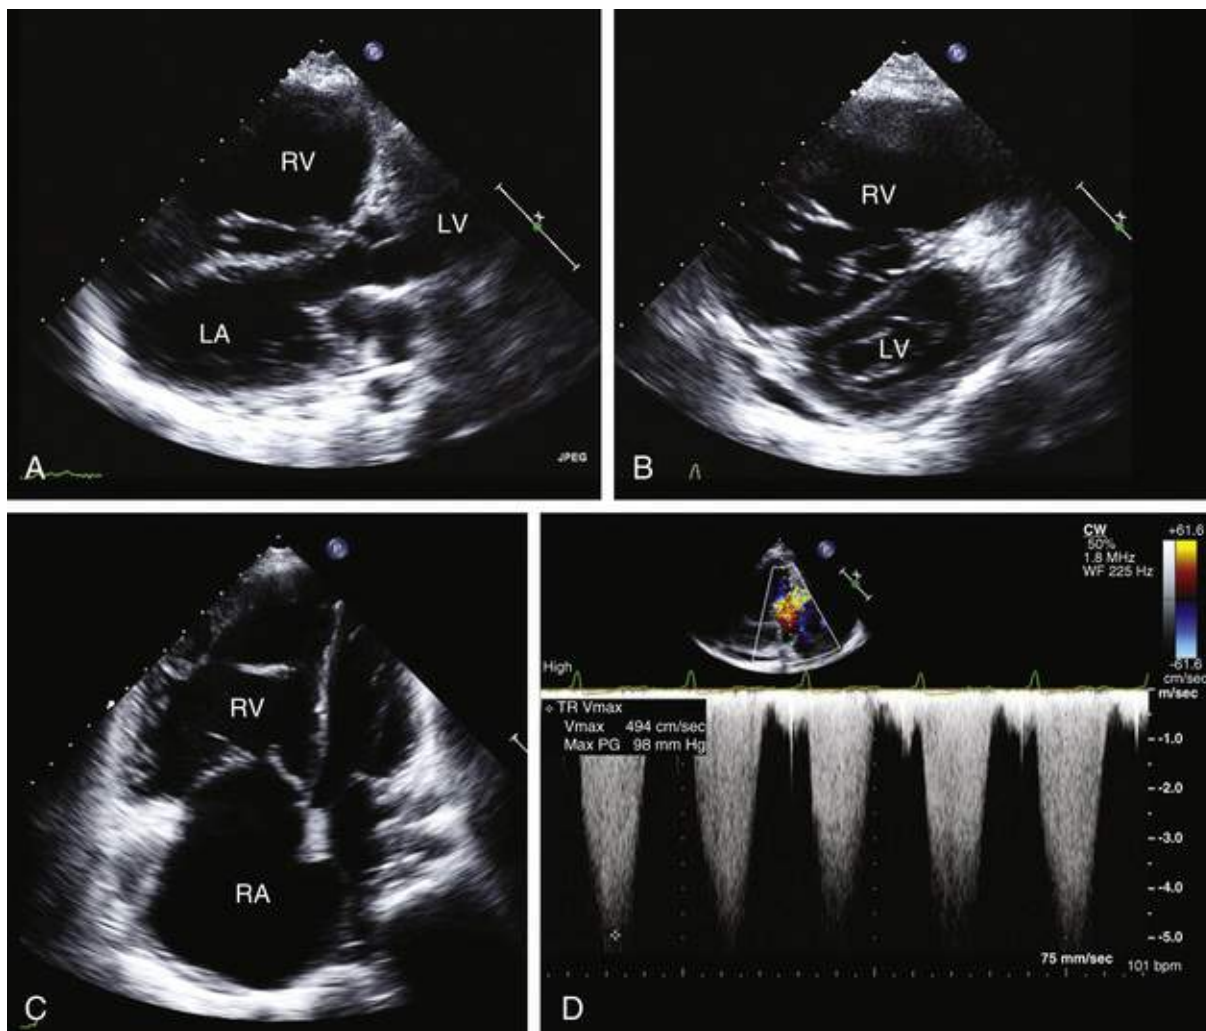 RV
LV
LA
A
JPEG
RV
LV
B
RV
RA
C
CW
50%
1.8 MHz
WF 225 Hz
+61.6
-61.6
cm/sec
m/sec
High
TR Vmax
Vmax 494 cm/sec
Max PG 98 mm Hg
-1.0
-2.0
-3.0
-4.0
-5.0
75 mm/sec
101 bpm
D